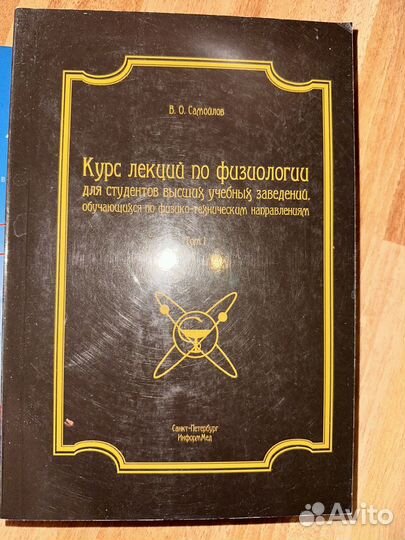 В. О. Самойлов
Курс лекций по физиологии
для студентов высших учебных заведений,
обучающихся по физико-техническим направлениям
Том 1
Санкт-Петербург
ИнформМед
Avito